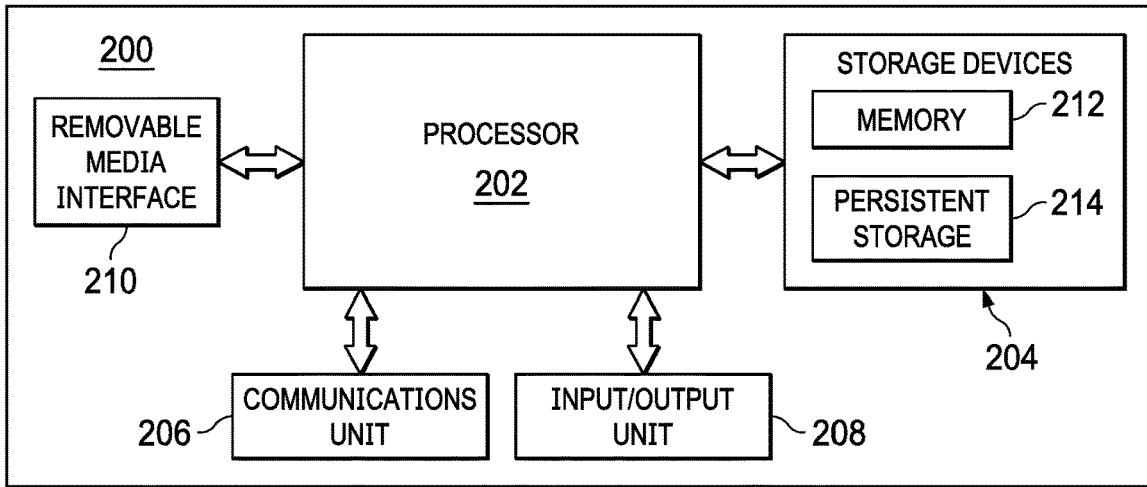 200
REMOVABLE
MEDIA
INTERFACE
210
PROCESSOR
202
STORAGE DEVICES
MEMORY
212
PERSISTENT
STORAGE
214
204
COMMUNICATIONS
UNIT
206
INPUT/OUTPUT
UNIT
208